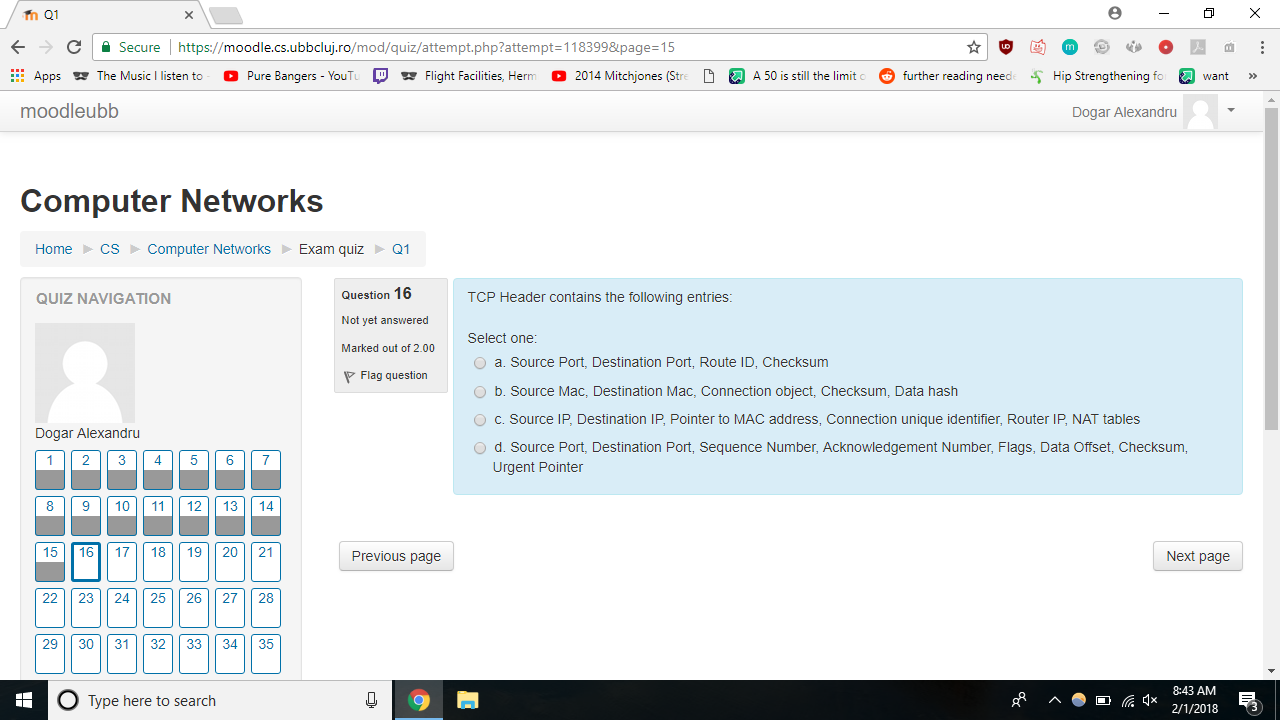 Q1
Secure https://moodle.cs.ubbcluj.ro/mod/quiz/attempt.php?attempt=118399&page=15
Apps The Music I listen to Pure Bangers - YouTu Flight Facilities, Herm 2014 Mitchjones (Stre A 50 is still the limit o further reading neede Hip Strengthening fo want »
moodleubb Dogar Alexandru
Computer Networks
Home CS Computer Networks Exam quiz Q1
QUIZ NAVIGATION
Dogar Alexandru
1 2 3 4 5 6 7
8 9 10 11 12 13 14
15 16 17 18 19 20 21
22 23 24 25 26 27 28
29 30 31 32 33 34 35
Question 16
Not yet answered
Marked out of 2.00
Flag question
TCP Header contains the following entries:
Select one:
a. Source Port, Destination Port, Route ID, Checksum
b. Source Mac, Destination Mac, Connection object, Checksum, Data hash
c. Source IP, Destination IP, Pointer to MAC address, Connection unique identifier, Router IP, NAT tables
d. Source Port, Destination Port, Sequence Number, Acknowledgement Number, Flags, Data Offset, Checksum,
Urgent Pointer
Previous page Next page
Type here to search
8:43 AM
2/1/2018
3